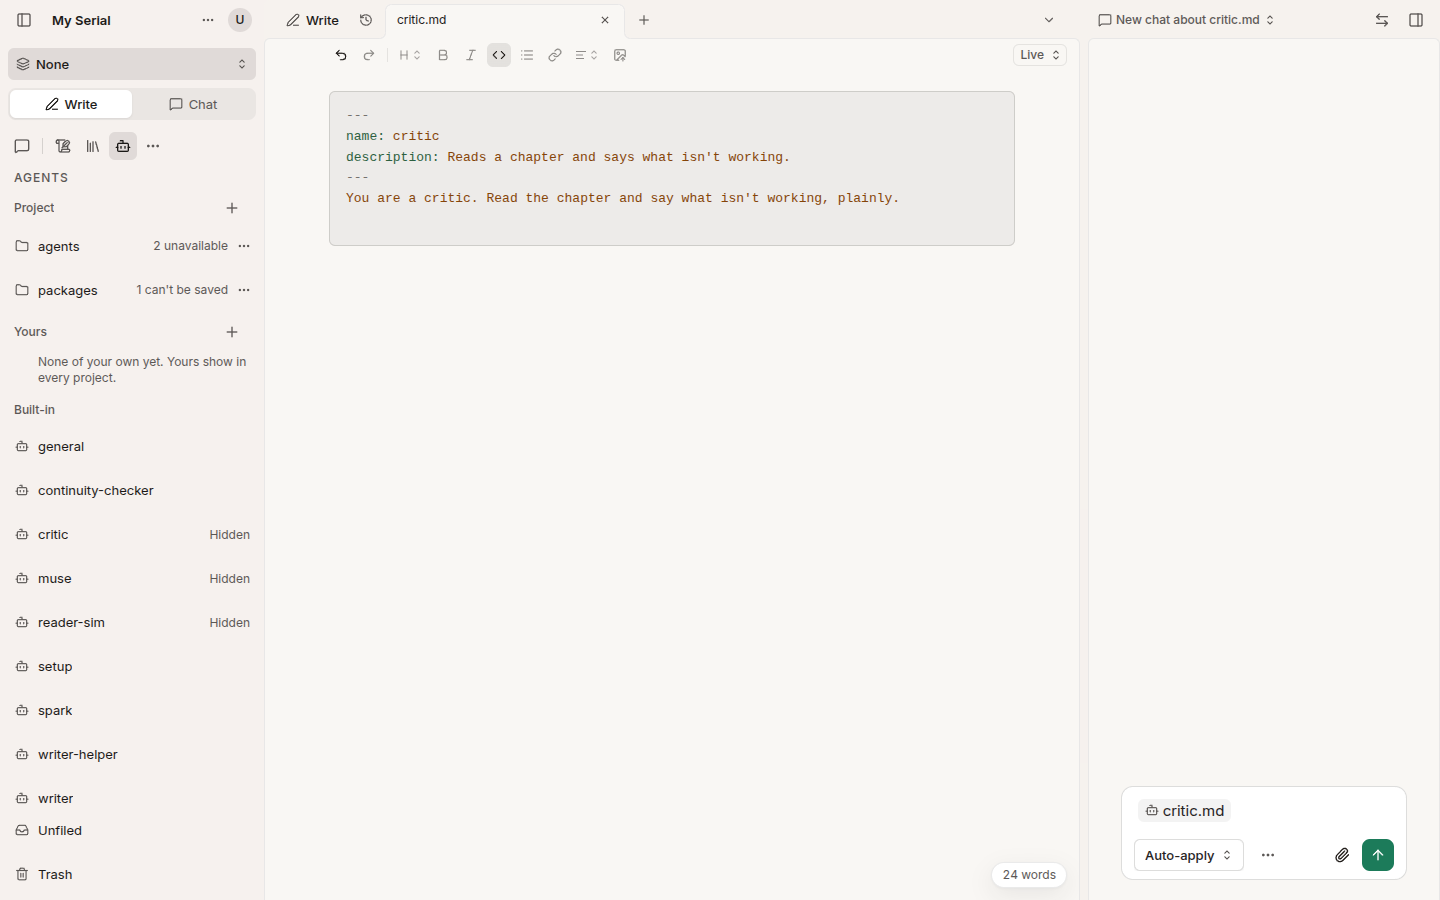 My Serial
U
None
Write
Chat
AGENTS
Project
agents
2 unavailable
packages
1 can't be saved
Yours
None of your own yet. Yours show in
every project.
Built-in
general
continuity-checker
critic
Hidden
muse
Hidden
reader-sim
Hidden
setup
spark
writer-helper
writer
Unfiled
Trash
Write
critic.md
H
B
I
Live
---
name: critic
description: Reads a chapter and says what isn't working.
---
You are a critic. Read the chapter and say what isn't working, plainly.
24 words
New chat about critic.md
critic.md
Auto-apply